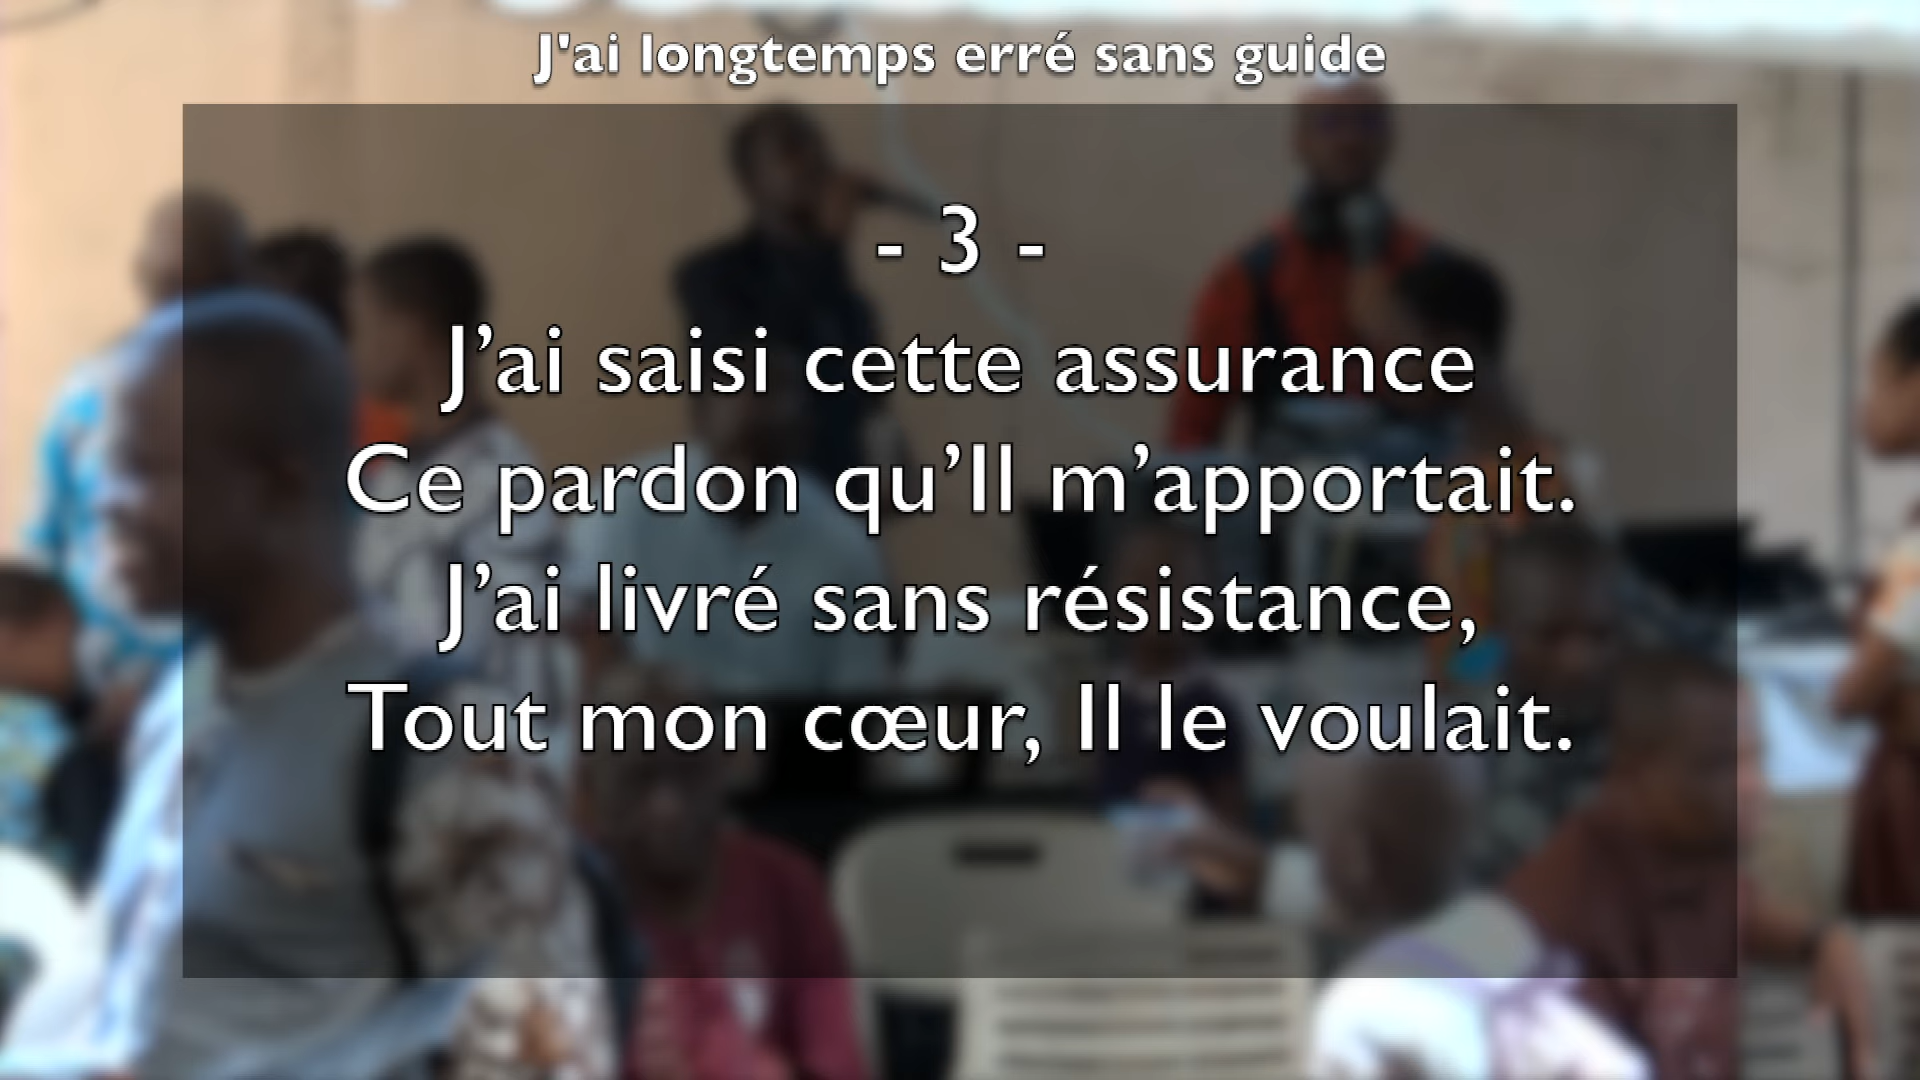 J'ai longtemps erré sans guide
- 3 -
J’ai saisi cette assurance
Ce pardon qu’Il m’apportait.
J’ai livré sans résistance,
Tout mon cœur, Il le voulait.